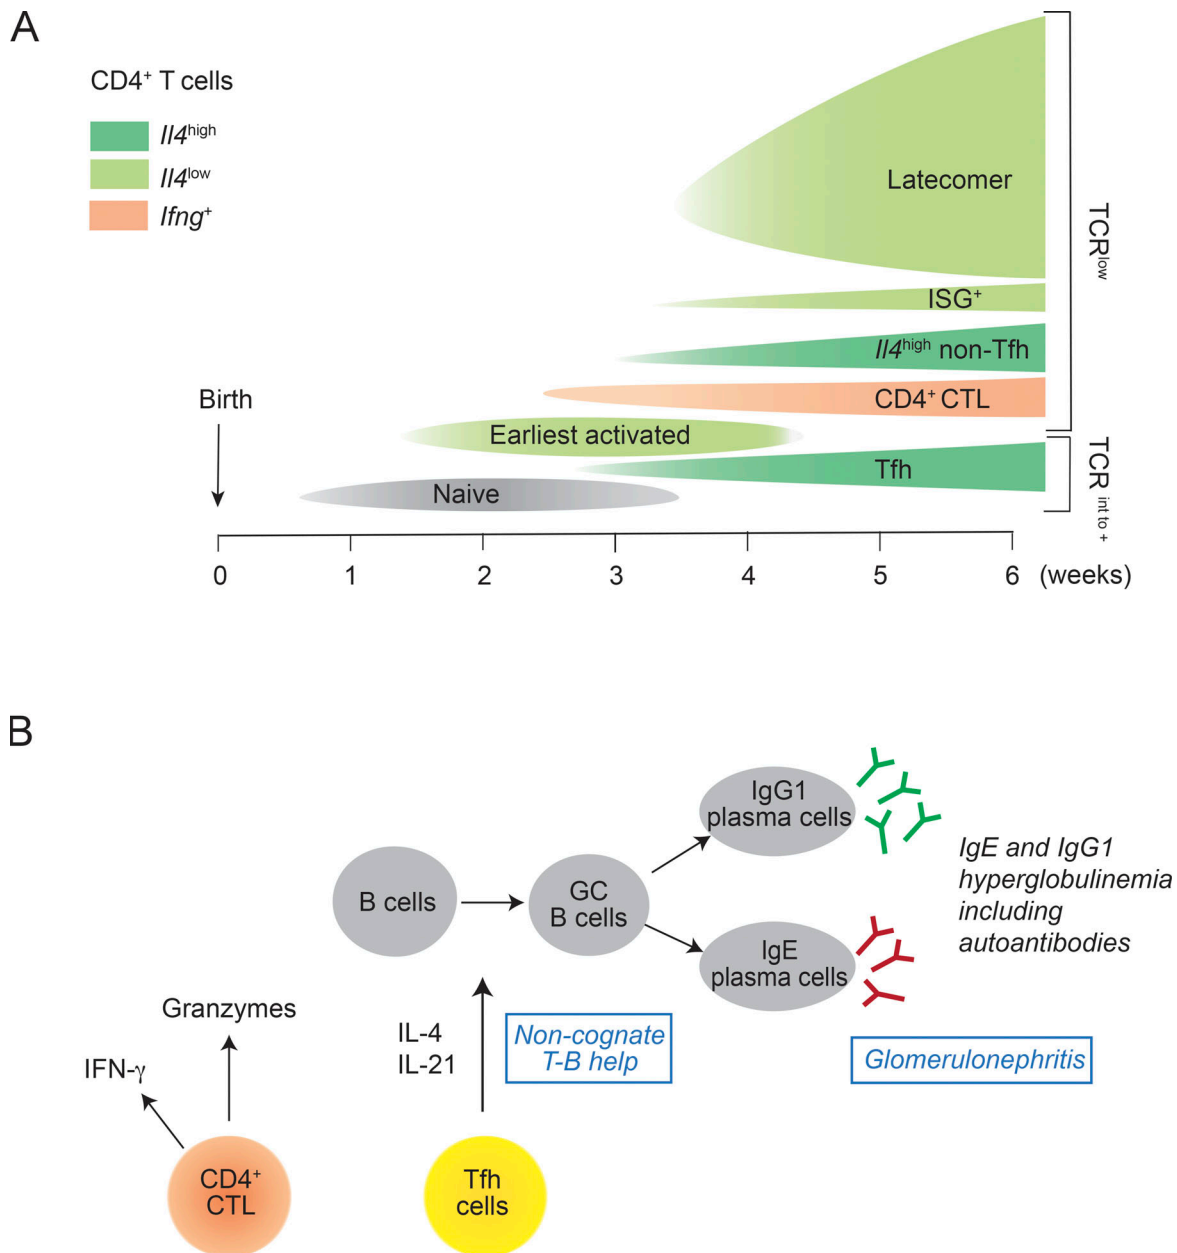 A
CD4⁺ T cells
Il4ʰⁱᵍʰ
Il4ˡᵒʷ
Ifng⁺
Latecomer
ISG⁺
Il4ʰⁱᵍʰ non-Tfh
CD4⁺ CTL
Birth
Earliest activated
Tfh
Naive
TCRˡᵒʷ
TCR int to +
0 1 2 3 4 5 6 (weeks)
B
IgG1
plasma cells
B cells
GC
B cells
IgE
plasma cells
IgE and IgG1
hyperglobulinemia
including
autoantibodies
Granzymes
IFN-γ
IL-4
IL-21
Non-cognate
T-B help
Glomerulonephritis
CD4⁺
CTL
Tfh
cells